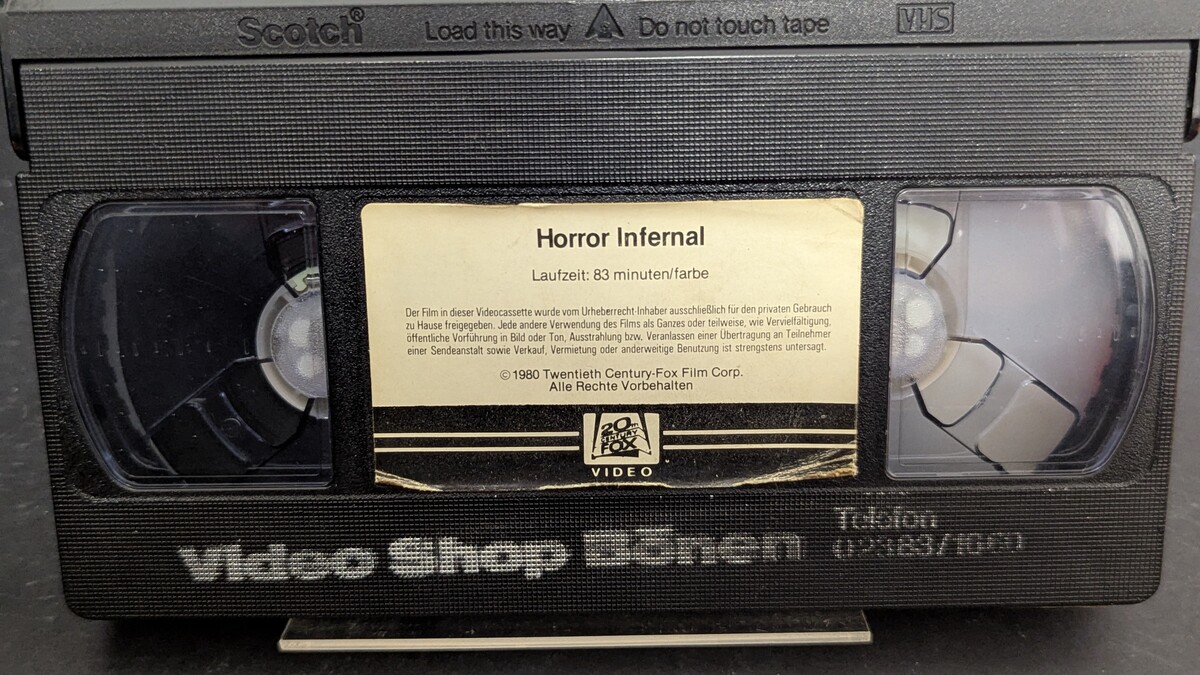 Scotch® Load this way Do not touch tape VHS
Horror Infernal
Laufzeit: 83 minuten/farbe
Der Film in dieser Videocassette wurde vom Urheberrecht-Inhaber ausschließlich für den privaten Gebrauch
zu Hause freigegeben. Jede andere Verwendung des Films als Ganzes oder teilweise, wie Vervielfältigung,
öffentliche Vorführung in Bild oder Ton, Ausstrahlung bzw. Veranlassen einer Übertragung an Teilnehmer
einer Sendeanstalt sowie Verkauf, Vermietung oder anderweitige Benutzung ist strengstens untersagt.
©1980 Twentieth Century-Fox Film Corp.
Alle Rechte Vorbehalten
20th
CENTURY
FOX
VIDEO
Video Shop Bönen
Telefon
02383/1060